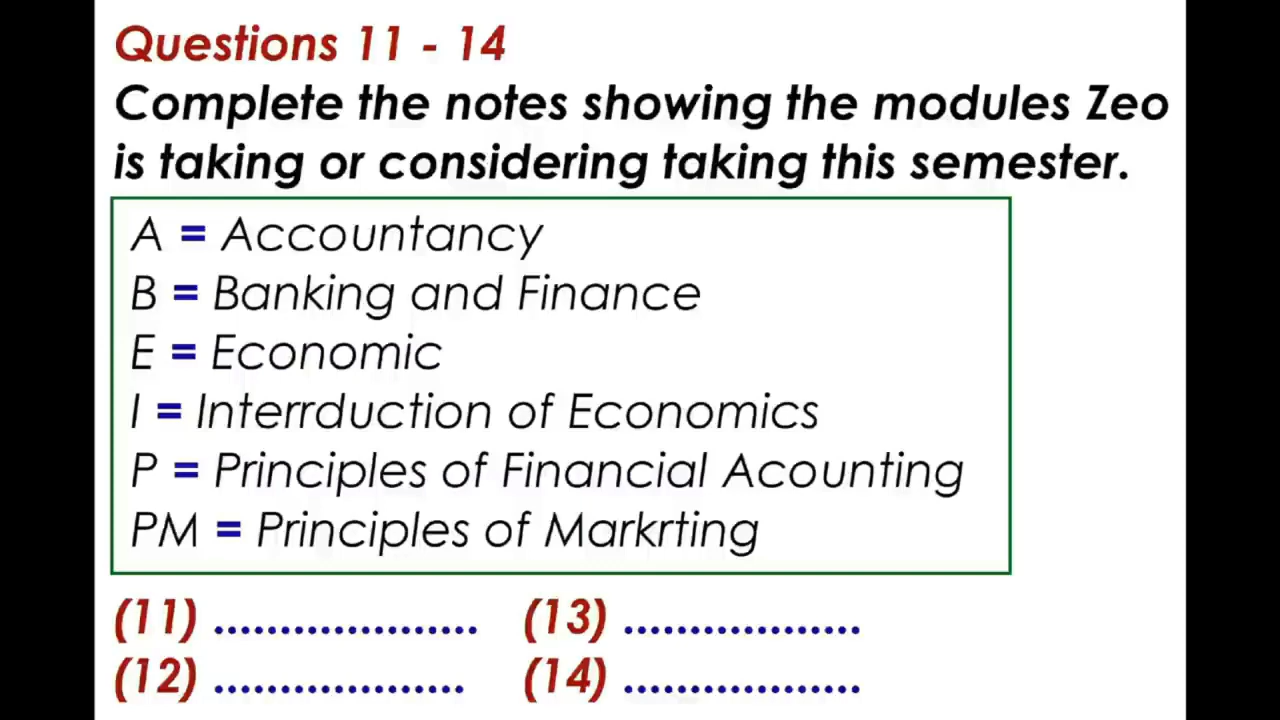 Questions 11 - 14
Complete the notes showing the modules Zeo
is taking or considering taking this semester.
A = Accountancy
B = Banking and Finance
E = Economic
I = Interrduction of Economics
P = Principles of Financial Acounting
PM = Principles of Markrting
(11) .................... (13) ..................
(12) ................... (14) ..................